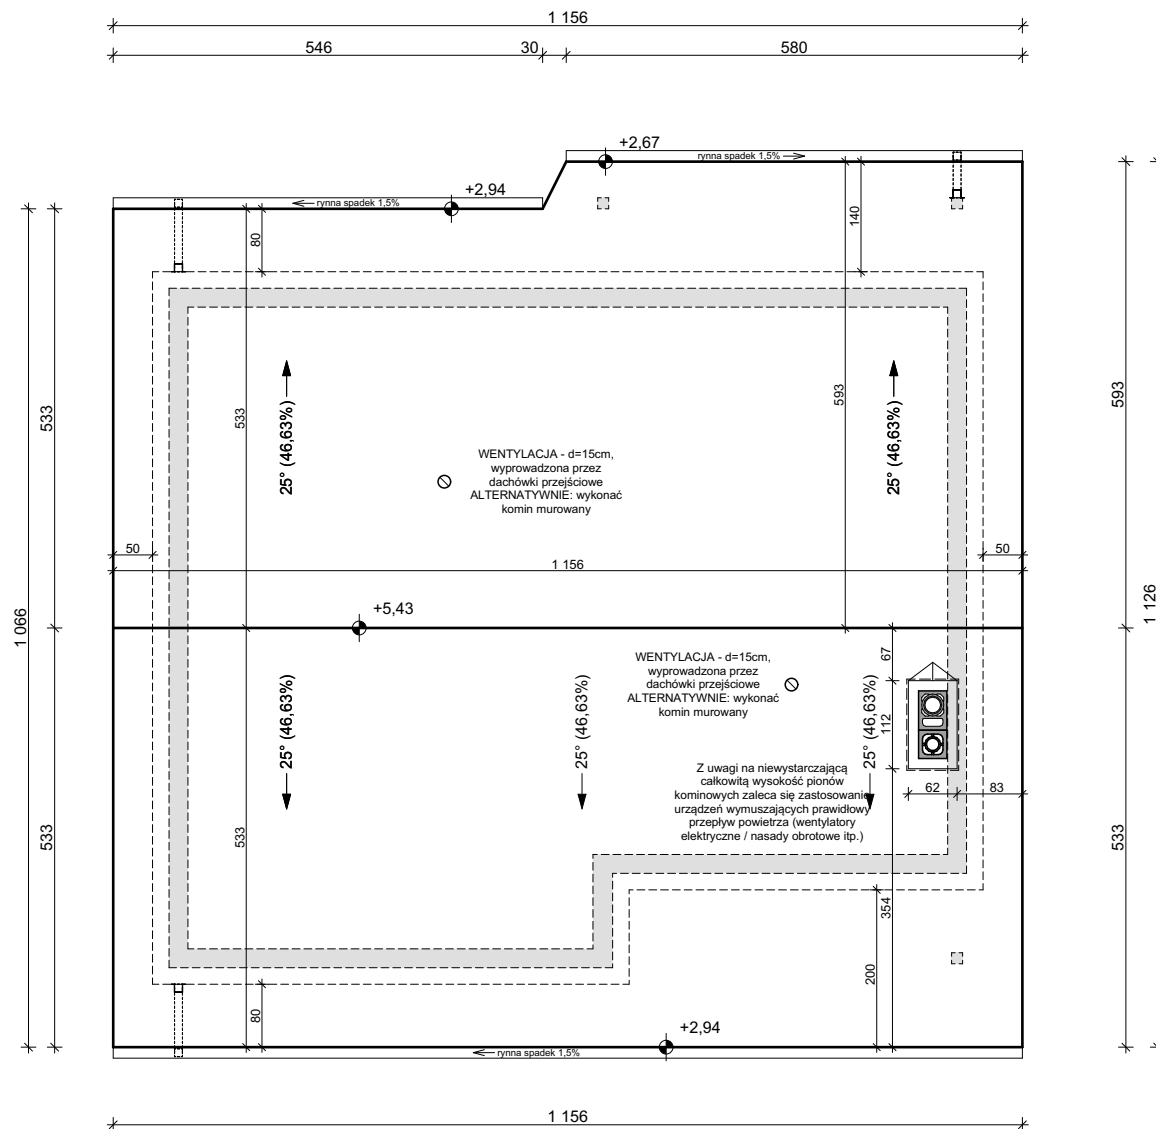 1 156
546
30
580
+2,67
rynna spadek 1,5%
+2,94
rynna spadek 1,5%
80
140
533
533
593
593
25° (46,63%)
25° (46,63%)
WENTYLACJA - d=15cm,
wyprowadzona przez
dachówki przejściowe
ALTERNATYWNIE: wykonać
komin murowany
50
50
1 156
1 066
1 126
+5,43
67
WENTYLACJA - d=15cm,
wyprowadzona przez
dachówki przejściowe
ALTERNATYWNIE: wykonać
komin murowany
25° (46,63%)
25° (46,63%)
25° (46,63%)
112
Z uwagi na niewystarczającą
całkowitą wysokość pionów
kominowych zaleca się zastosowanie
urządzeń wymuszających prawidłowy
przepływ powietrza (wentylatory
elektryczne / nasady obrotowe itp.)
62
83
533
533
533
354
200
80
+2,94
rynna spadek 1,5%
1 156